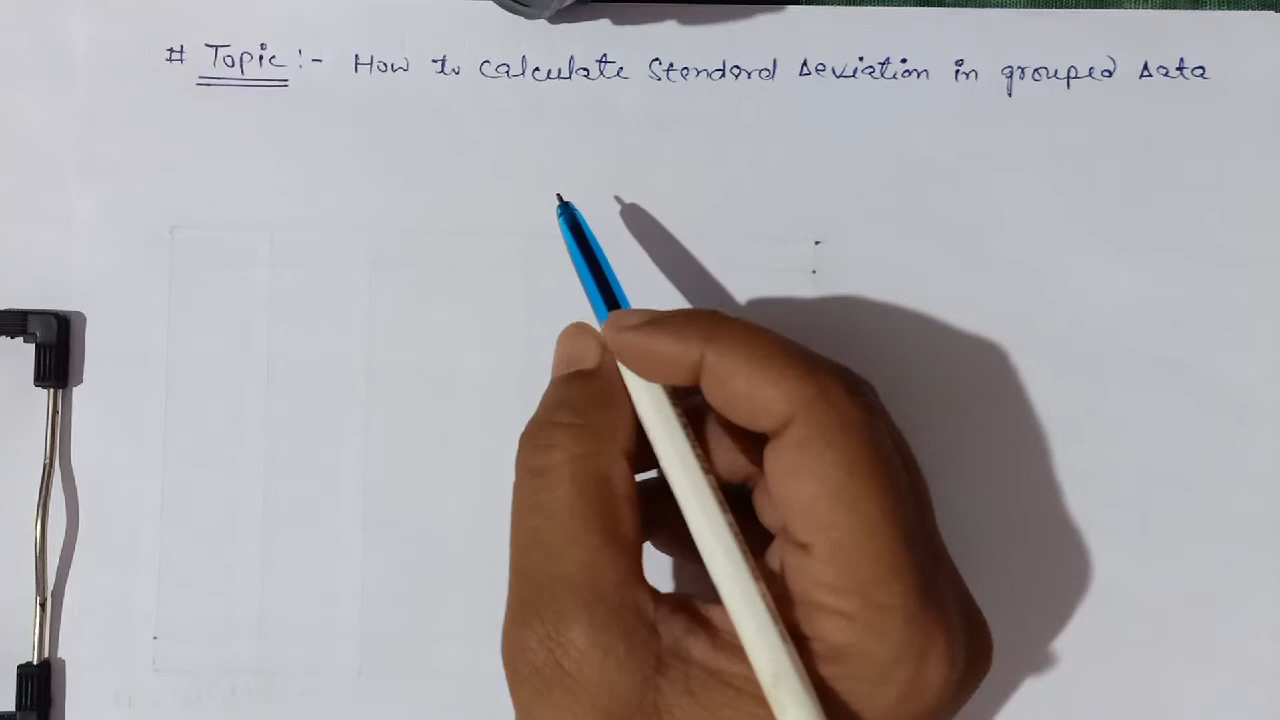 # Topic :- How to calculate Standard Deviation in grouped Data